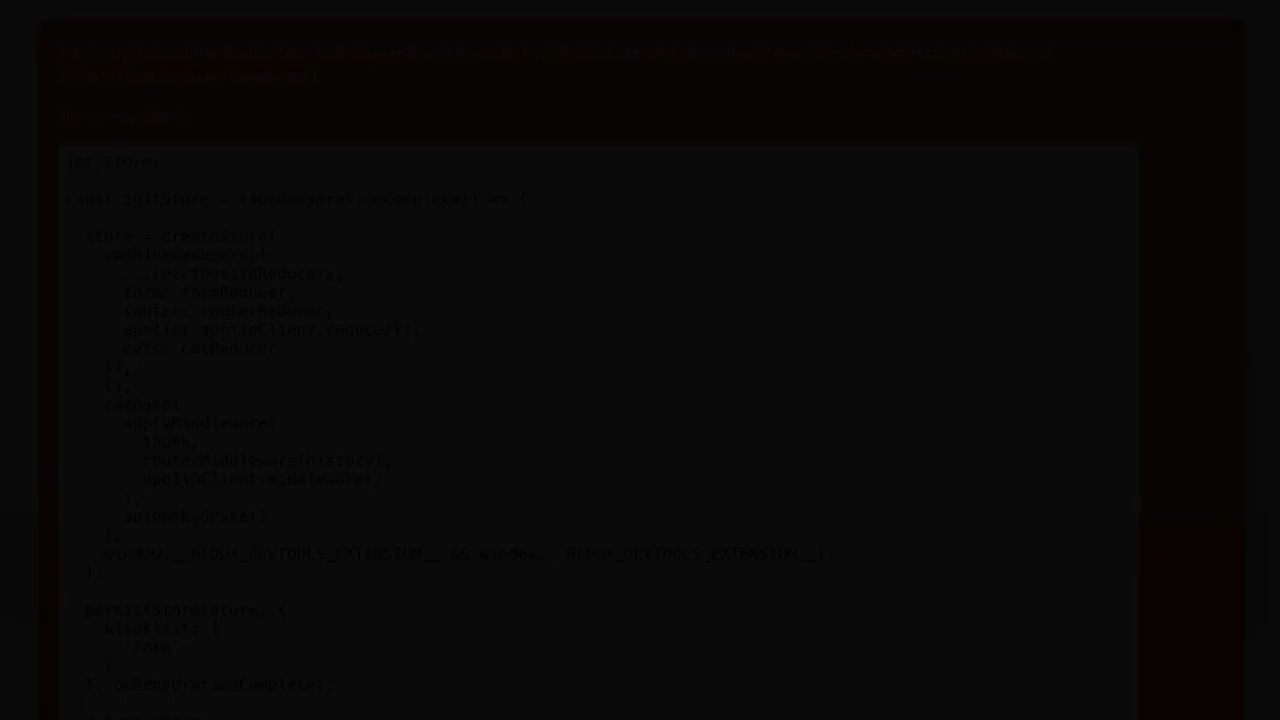 let store;
const initStore = ({onRehydrationComplete}) => {
store = createStore(
combineReducers({
...reactDeviseReducers,
form: formReducer,
router: routerReducer,
apollo: apolloClient.reducer(),
cats: catReducer
}),
{},
compose(
applyMiddleware(
thunk,
routerMiddleware(history),
apolloClient.middleware()
),
autoRehydrate()
),
window.__REDUX_DEVTOOLS_EXTENSION__ && window.__REDUX_DEVTOOLS_EXTENSION__()
);
persistStore(store, {
blacklist: [
'form'
]
}, onRehydrationComplete);